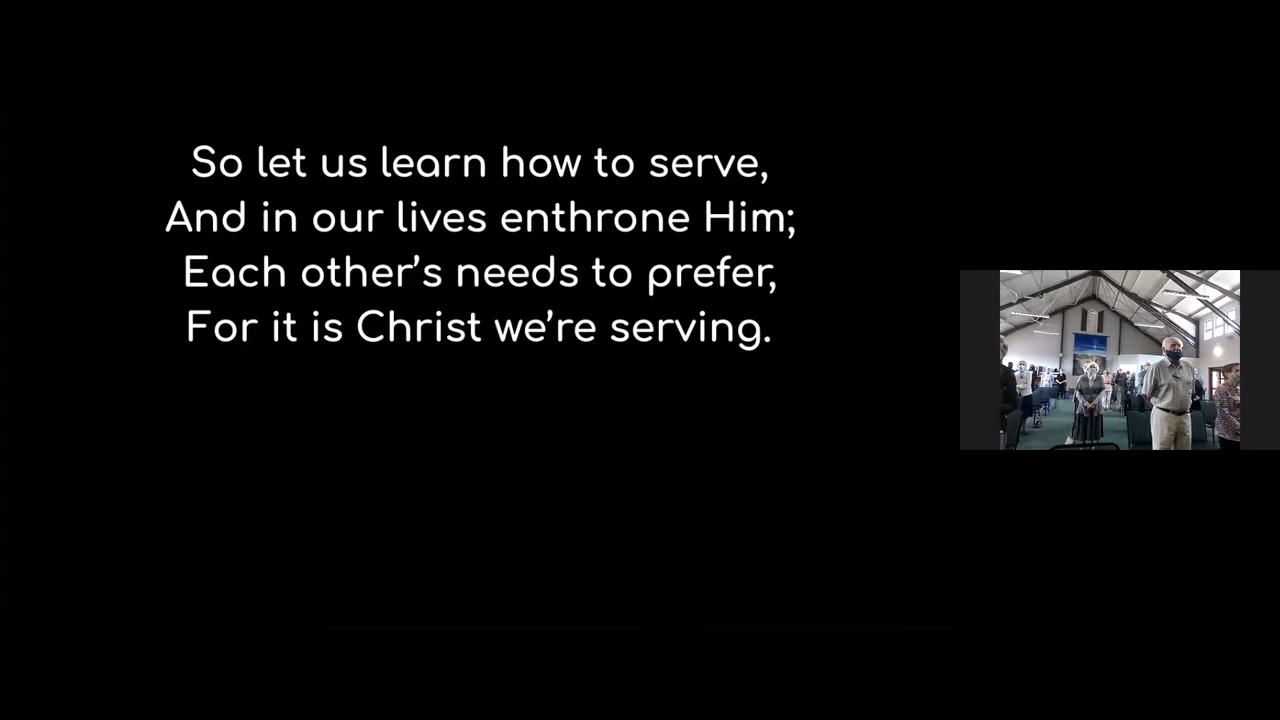 So let us learn how to serve,
And in our lives enthrone Him;
Each other’s needs to prefer,
For it is Christ we’re serving.